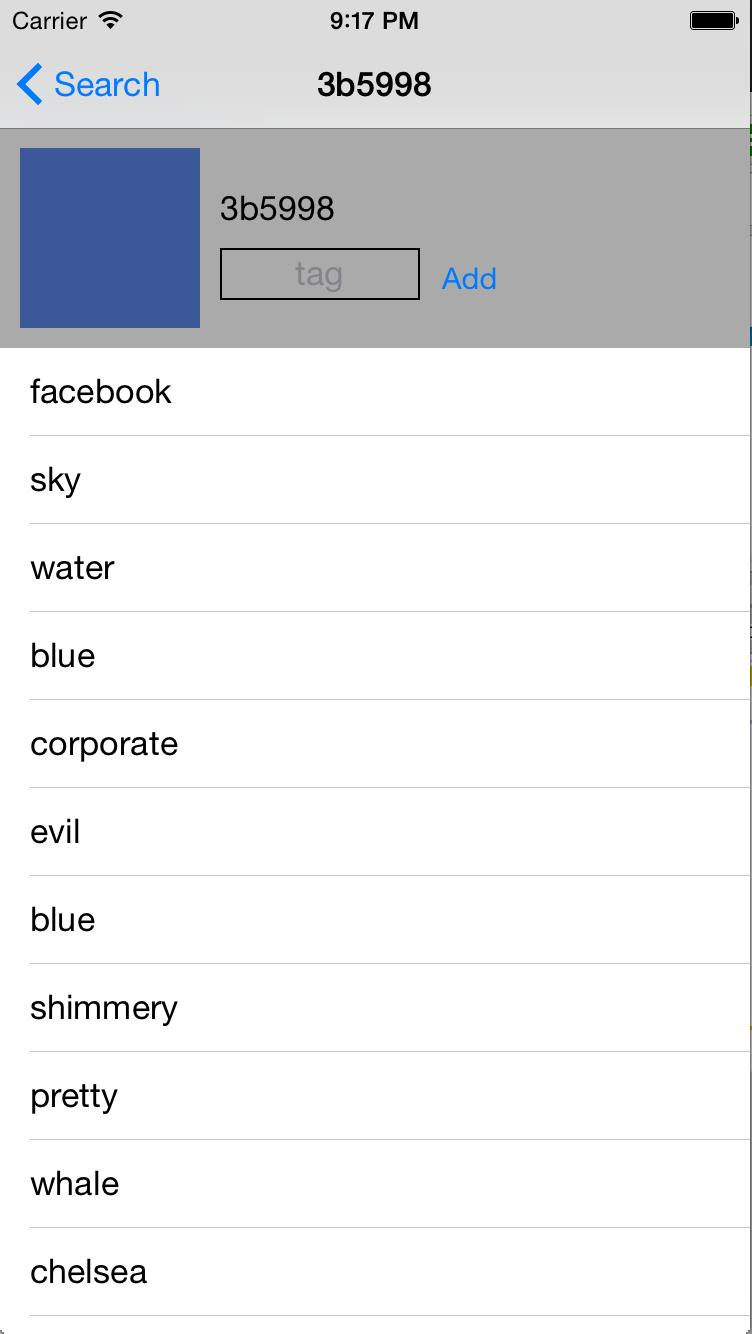 Carrier 9:17 PM
Search 3b5998
3b5998
tag Add
facebook
sky
water
blue
corporate
evil
blue
shimmery
pretty
whale
chelsea